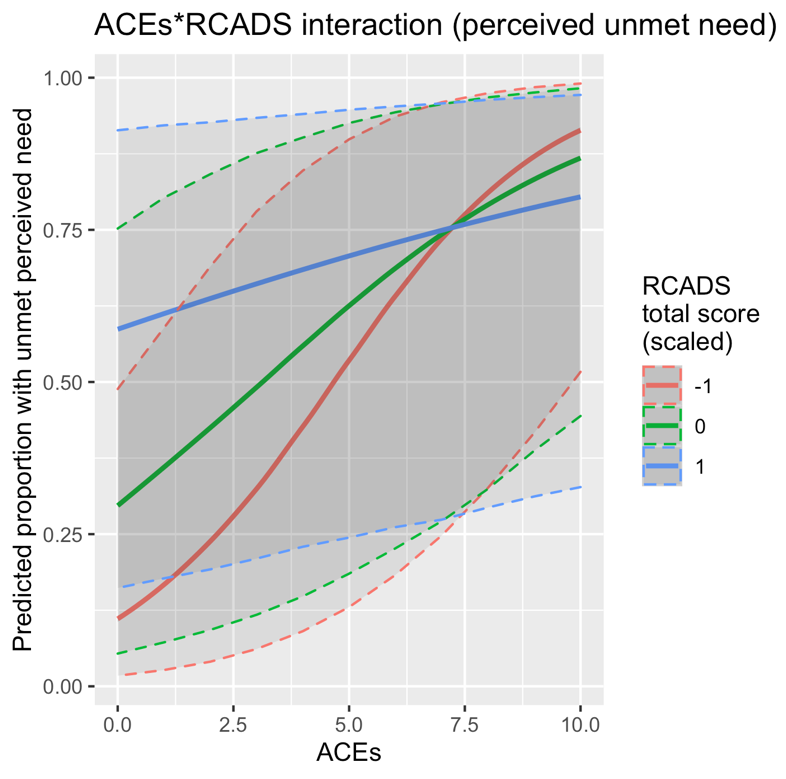 ACEs*RCADS interaction (perceived unmet need)
Predicted proportion with unmet perceived need
1.00
0.75
0.50
0.25
0.00
0.0
2.5
5.0
7.5
10.0
ACEs
RCADS
total score
(scaled)
-1
0
1